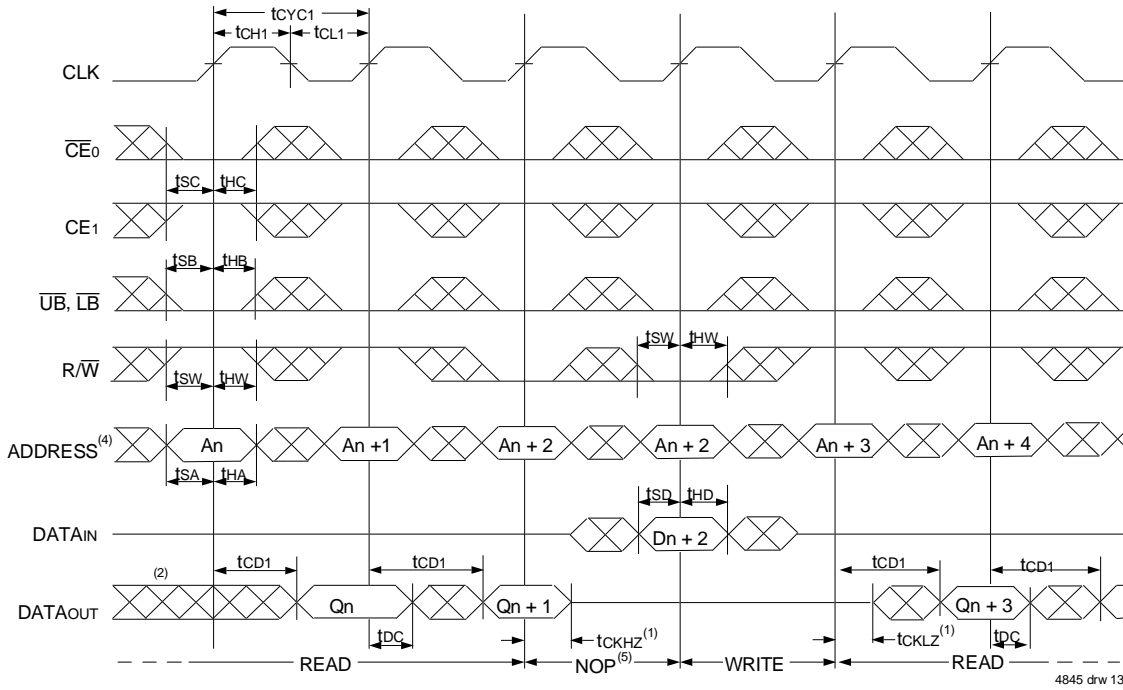 tCYC1
tCH1 tCL1
CLK
CE0
tSC tHC
CE1
tSB tHB
UB, LB
tSW tHW
R/W
tSW tHW
ADDRESS(4) An An +1 An + 2 An + 2 An + 3 An + 4
tSA tHA
tSD tHD
DATAIN Dn + 2
tCD1 tCD1 tCD1 tCD1
(2)
DATAOUT Qn Qn + 1 Qn + 3
tDC tCKHZ(1) tCKLZ(1) tDC
READ NOP(5) WRITE READ
4845 drw 13